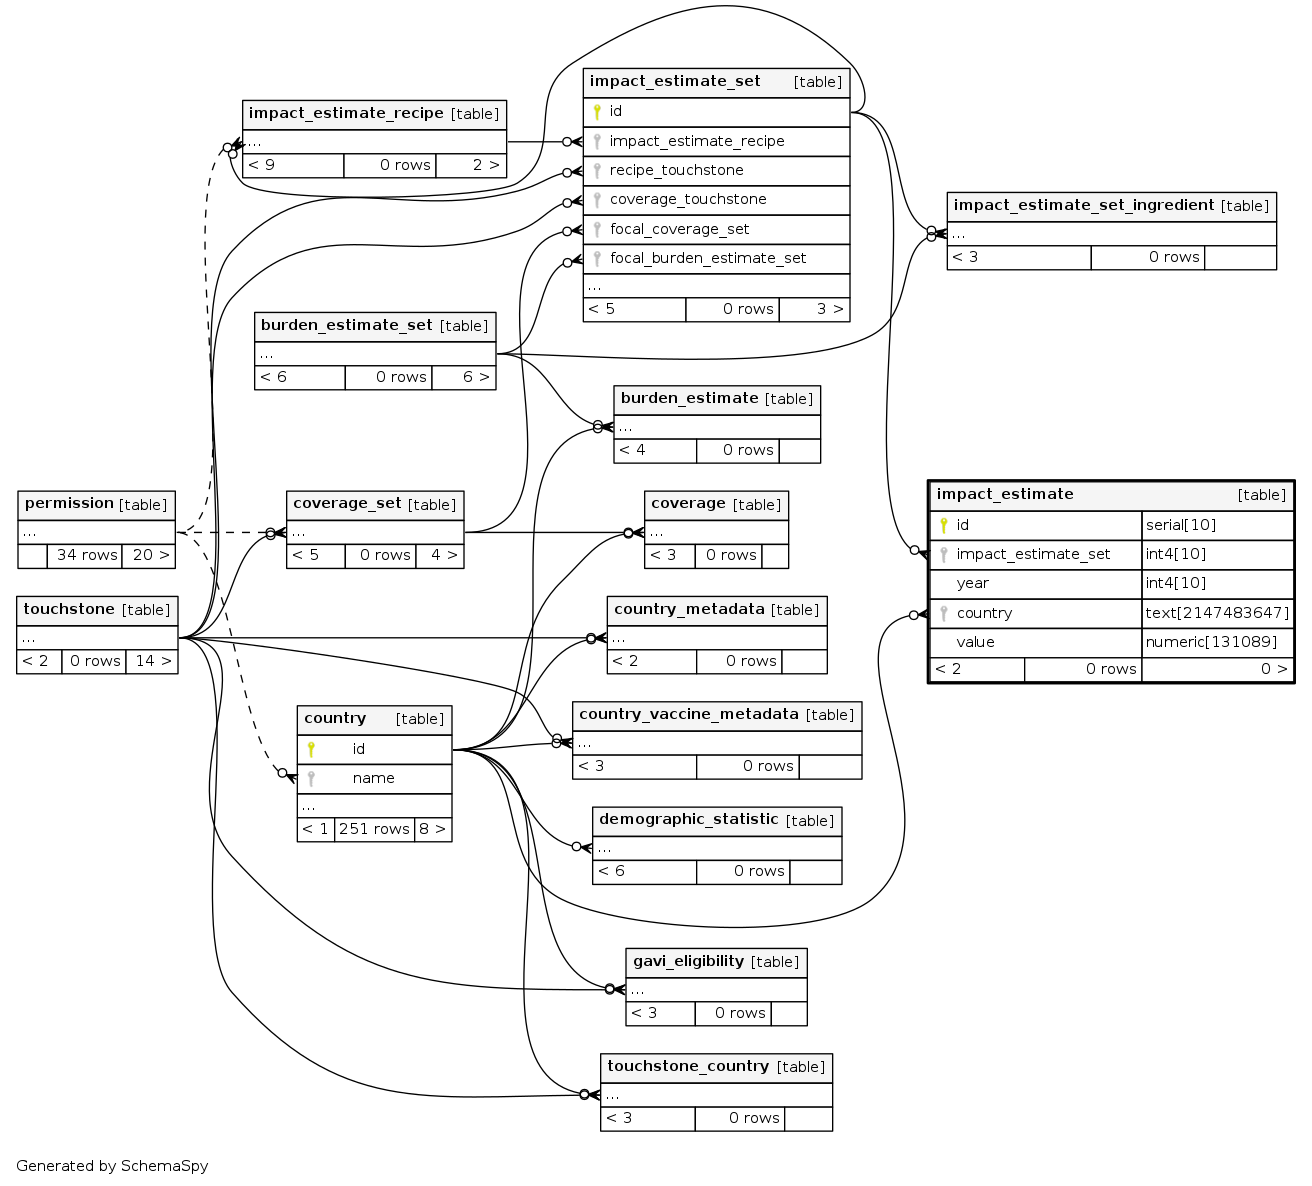 impact_estimate_set [table]
id
impact_estimate_recipe
recipe_touchstone
coverage_touchstone
focal_coverage_set
focal_burden_estimate_set
...
< 5 0 rows 3 >
impact_estimate_recipe [table]
...
< 9 0 rows 2 >
impact_estimate_set_ingredient [table]
...
< 3 0 rows
burden_estimate_set [table]
...
< 6 0 rows 6 >
burden_estimate [table]
...
< 4 0 rows
permission [table]
...
34 rows 20 >
coverage_set [table]
...
< 5 0 rows 4 >
coverage [table]
...
< 3 0 rows
impact_estimate [table]
id serial[10]
impact_estimate_set int4[10]
year int4[10]
country text[2147483647]
value numeric[131089]
< 2 0 rows 0 >
touchstone [table]
...
< 2 0 rows 14 >
country_metadata [table]
...
< 2 0 rows
country [table]
id
name
...
< 1 251 rows 8 >
country_vaccine_metadata [table]
...
< 3 0 rows
demographic_statistic [table]
...
< 6 0 rows
gavi_eligibility [table]
...
< 3 0 rows
touchstone_country [table]
...
< 3 0 rows
Generated by SchemaSpy